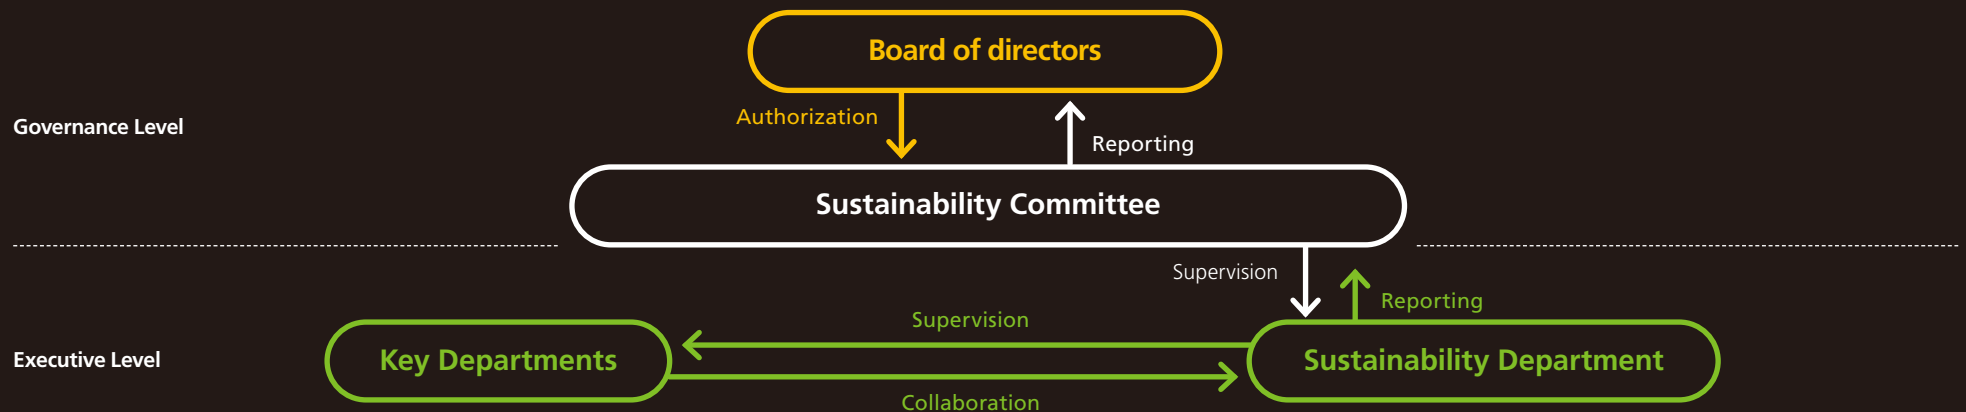 Board of directors
Governance Level
Authorization
Reporting
Sustainability Committee
Supervision
Reporting
Supervision
Executive Level
Key Departments
Sustainability Department
Collaboration